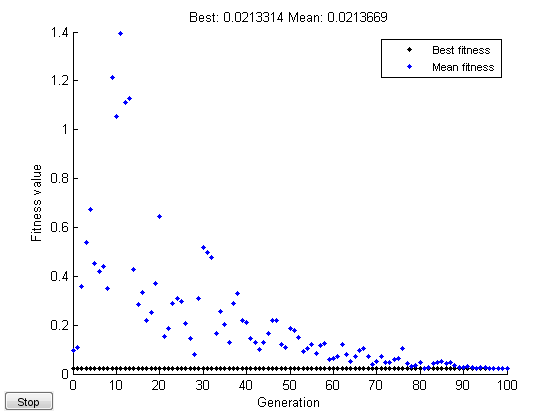 Best: 0.0213314 Mean: 0.0213669
1.4
1.2
1
0.8
0.6
0.4
0.2
0
Fitness value
Best fitness
Mean fitness
0 10 20 30 40 50 60 70 80 90 100
Generation
Stop